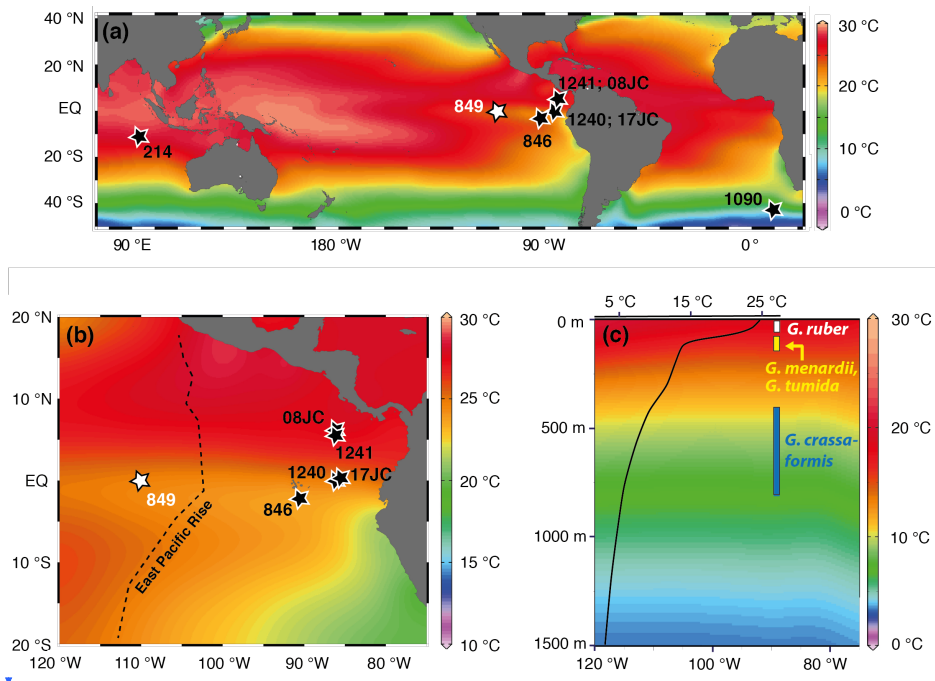 (a)
40 °N
20 °N
EQ
20 °S
40 °S
90 °E
180 °W
90 °W
0 °
214
849
846
1241; 08JC
1240; 17JC
1090
30 °C
20 °C
10 °C
0 °C
(b)
20 °N
10 °N
EQ
10 °S
20 °S
120 °W
110 °W
100 °W
90 °W
80 °W
08JC
1241
1240
17JC
846
849
East Pacific Rise
30 °C
25 °C
20 °C
15 °C
10 °C
(c)
5 °C
15 °C
25 °C
0 m
500 m
1000 m
1500 m
120 °W
100 °W
80 °W
G. ruber
G. menardii,
G. tumida
G. crassa-
formis
30 °C
20 °C
10 °C
0 °C